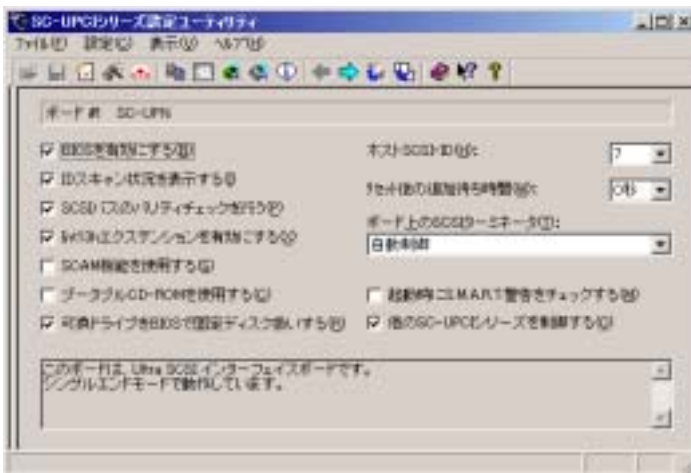 SC-UPCIシリーズ設定ユーティリティ
ファイル(F) 設定(C) 表示(V) ヘルプ(H)
ボード名: SC-UPN
BIOSを有効にする(B)
IDスキャン状況を表示する(I)
SCSIバスのパリティチェックを行う(P)
Int13hエクステンションを有効にする(X)
SCAM機能を使用する(S)
ブータブルCD-ROMを使用する(C)
可換ドライブをBIOSで固定ディスク扱いする(R)
ホストSCSI-ID(H): 7
リセット後の追加待ち時間(W): 0秒
ボード上のSCSIターミネータ(T):
自動制御
起動時にS.M.A.R.T警告をチェックする(M)
他のSC-UPCIシリーズを制御する(O)
このボードは、Ultra SCSI インターフェイスボードです。
シングルエンドモードで動作しています。